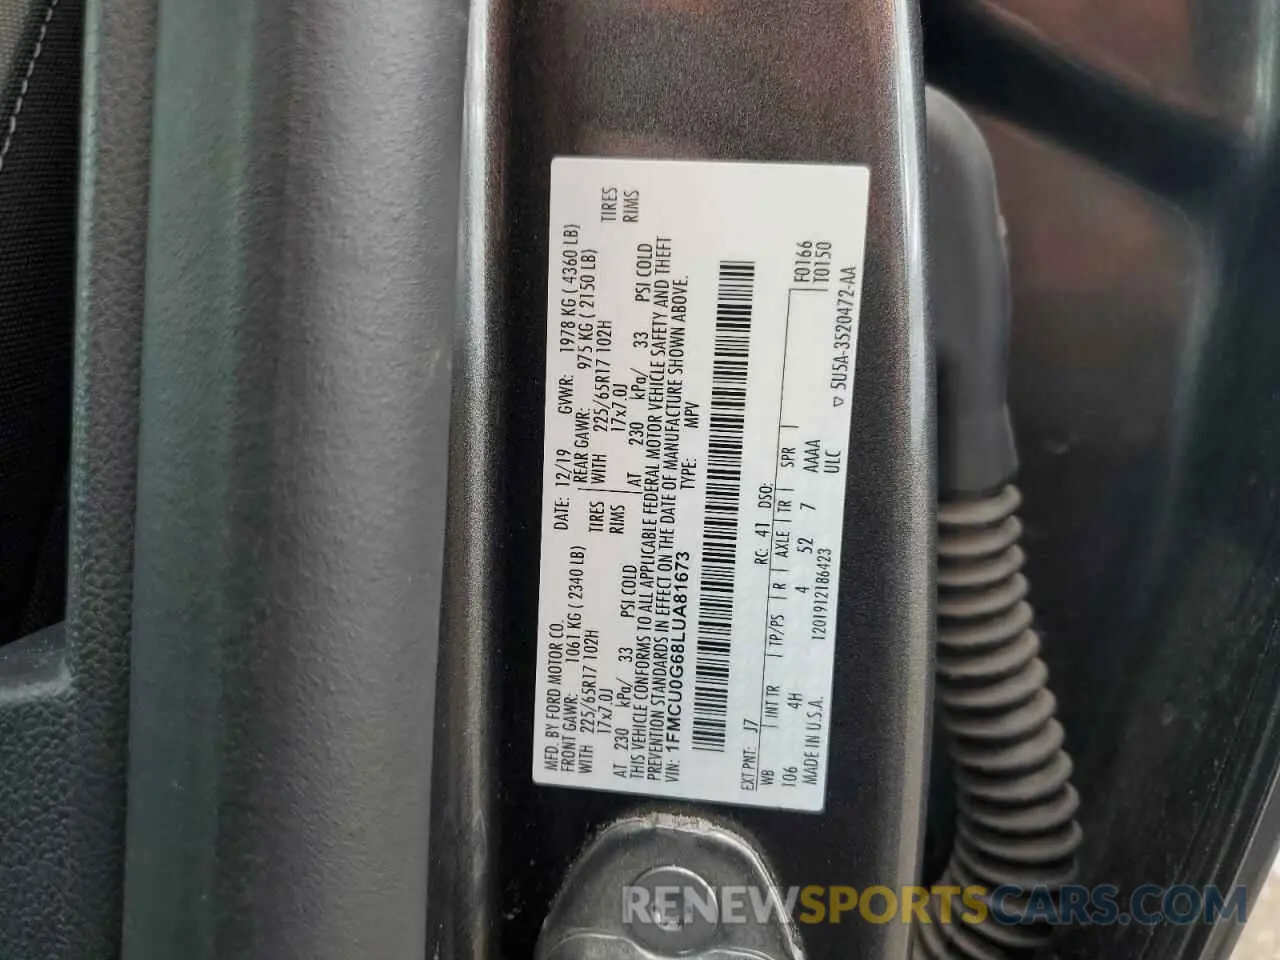 MFD. BY FORD MOTOR CO.
DATE: 12/19 GVWR: 1978 KG ( 4360 LB)
FRONT GAWR: 1061 KG ( 2340 LB)
REAR GAWR: 975 KG ( 2150 LB)
WITH 225/65R17 102H TIRES
WITH 225/65R17 102H TIRES
17x7.0J RIMS
17x7.0J RIMS
AT 230 kPa/ 33 PSI COLD
AT 230 kPa/ 33 PSI COLD
THIS VEHICLE CONFORMS TO ALL APPLICABLE FEDERAL MOTOR VEHICLE SAFETY AND THEFT
PREVENTION STANDARDS IN EFFECT ON THE DATE OF MANUFACTURE SHOWN ABOVE.
VIN: 1FMCU0G68LUA81673 TYPE: MPV
EXT PNT: J7 RC: 41 DSO:
WB INT TR TP/PS R AXLE TR SPR
F0166
T0150
106 4H 4 52 7 AAAA
MADE IN U.S.A. 12019121B6423 ULC
▽ 5U5A-3520472-AA
RENEWSPORTSCARS.COM